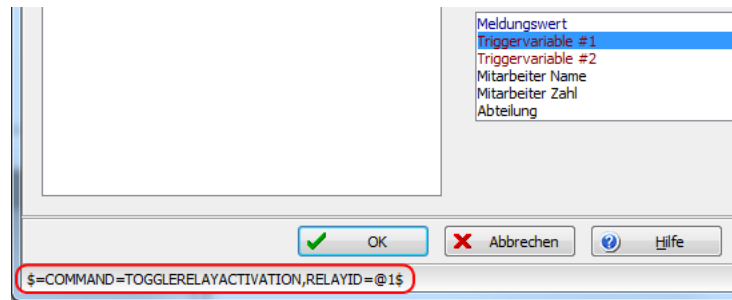 Meldungswert
Triggervariable #1
Triggervariable #2
Mitarbeiter Name
Mitarbeiter Zahl
Abteilung
OK
Abbrechen
Hilfe
$=COMMAND=TOGGLERELAYACTIVATION,RELAYID=@1$